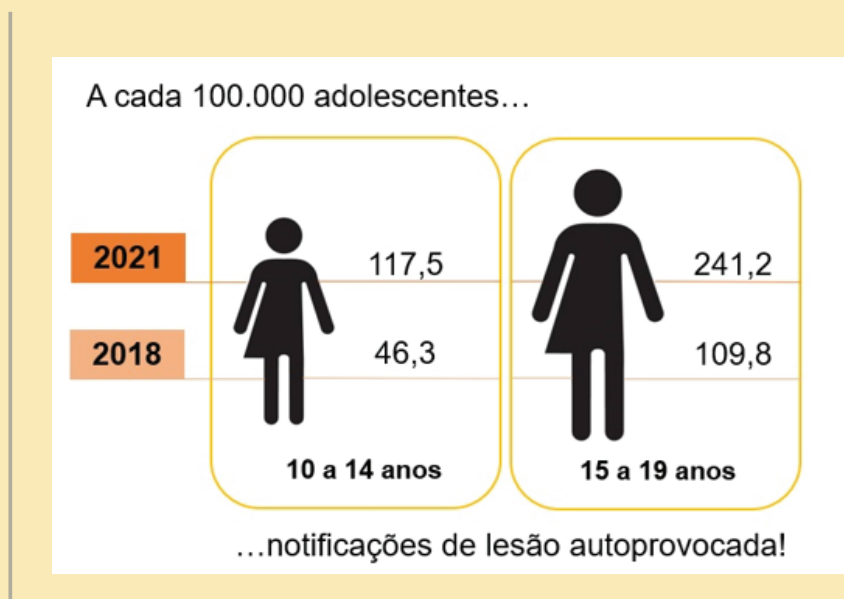 A cada 100.000 adolescentes...
2021 117,5 241,2
2018 46,3 109,8
10 a 14 anos 15 a 19 anos
...notificações de lesão autoprovocada!